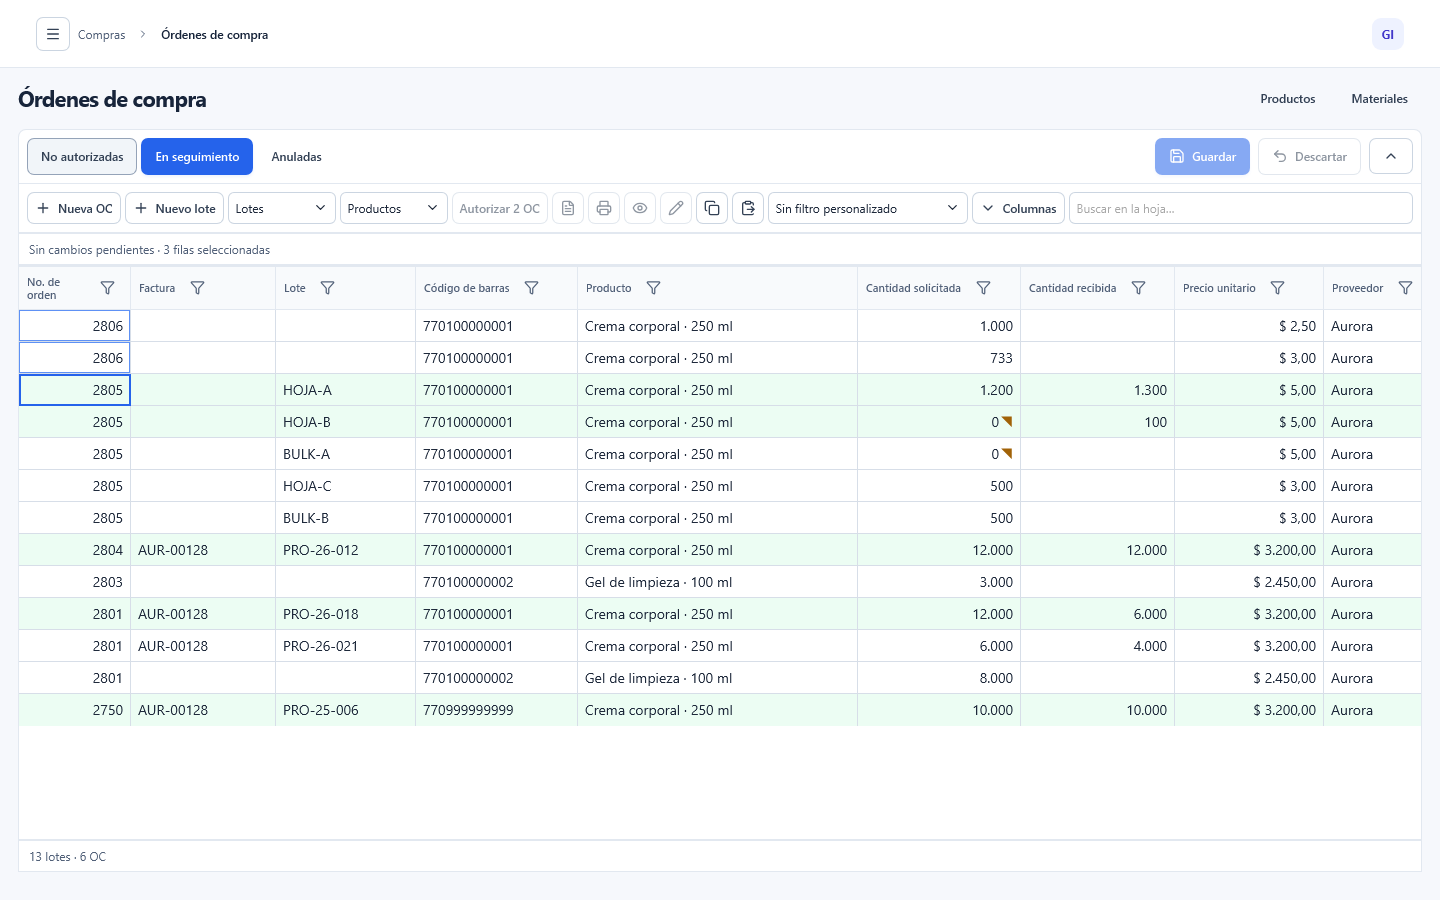 Compras > Órdenes de compra
GI
Órdenes de compra
Productos Materiales
No autorizadas En seguimiento Anuladas Guardar Descartar
+ Nueva OC + Nuevo lote Lotes Productos Autorizar 2 OC Sin filtro personalizado Columnas Buscar en la hoja...
Sin cambios pendientes · 3 filas seleccionadas
No. de orden Factura Lote Código de barras Producto Cantidad solicitada Cantidad recibida Precio unitario Proveedor
2806 770100000001 Crema corporal · 250 ml 1.000 $ 2,50 Aurora
2806 770100000001 Crema corporal · 250 ml 733 $ 3,00 Aurora
2805 HOJA-A 770100000001 Crema corporal · 250 ml 1.200 1.300 $ 5,00 Aurora
2805 HOJA-B 770100000001 Crema corporal · 250 ml 0 100 $ 5,00 Aurora
2805 BULK-A 770100000001 Crema corporal · 250 ml 0 $ 5,00 Aurora
2805 HOJA-C 770100000001 Crema corporal · 250 ml 500 $ 3,00 Aurora
2805 BULK-B 770100000001 Crema corporal · 250 ml 500 $ 3,00 Aurora
2804 AUR-00128 PRO-26-012 770100000001 Crema corporal · 250 ml 12.000 12.000 $ 3.200,00 Aurora
2803 770100000002 Gel de limpieza · 100 ml 3.000 $ 2.450,00 Aurora
2801 AUR-00128 PRO-26-018 770100000001 Crema corporal · 250 ml 12.000 6.000 $ 3.200,00 Aurora
2801 AUR-00128 PRO-26-021 770100000001 Crema corporal · 250 ml 6.000 4.000 $ 3.200,00 Aurora
2801 770100000002 Gel de limpieza · 100 ml 8.000 $ 2.450,00 Aurora
2750 AUR-00128 PRO-25-006 770999999999 Crema corporal · 250 ml 10.000 10.000 $ 3.200,00 Aurora
13 lotes · 6 OC